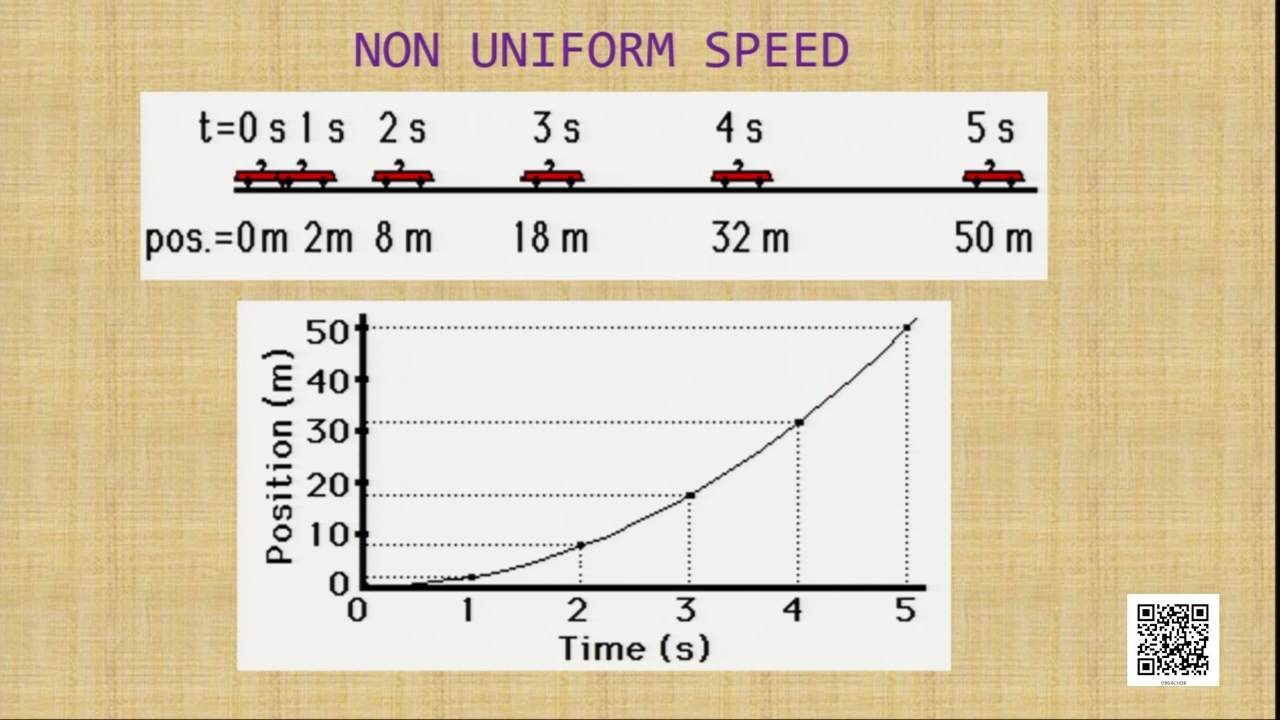 NON UNIFORM SPEED
t=0 s 1 s 2 s 3 s 4 s 5 s
pos.=0m 2m 8 m 18 m 32 m 50 m
50
40
30
20
10
0
Position (m)
0 1 2 3 4 5
Time (s)